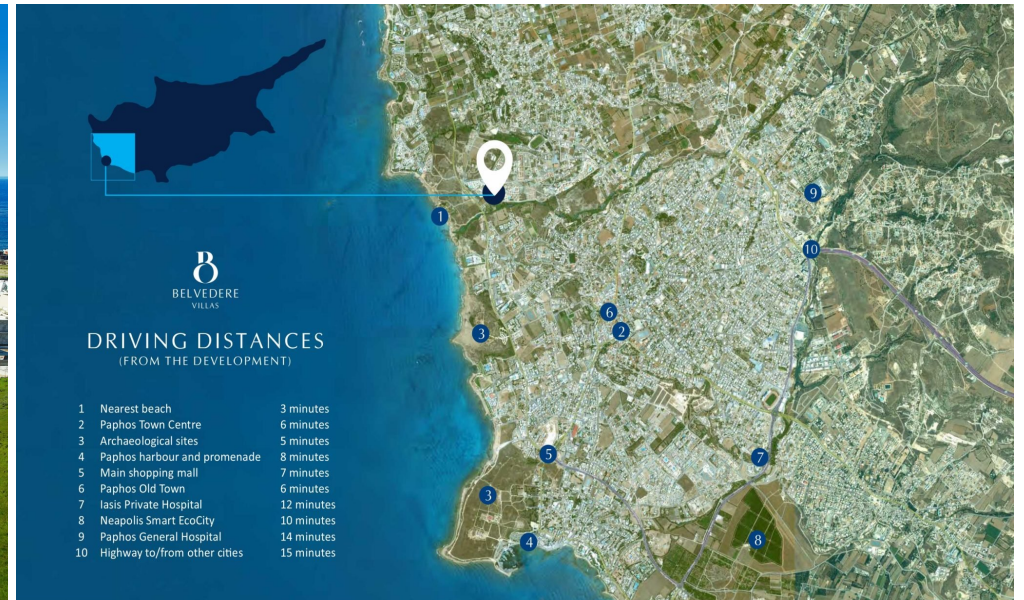 BELVEDERE
VILLAS
DRIVING DISTANCES
(FROM THE DEVELOPMENT)
1 Nearest beach 3 minutes
2 Paphos Town Centre 6 minutes
3 Archaeological sites 5 minutes
4 Paphos harbour and promenade 8 minutes
5 Main shopping mall 7 minutes
6 Paphos Old Town 6 minutes
7 Iasis Private Hospital 12 minutes
8 Neapolis Smart EcoCity 10 minutes
9 Paphos General Hospital 14 minutes
10 Highway to/from other cities 15 minutes
9
1
10
6
3
2
5
7
3
4
8